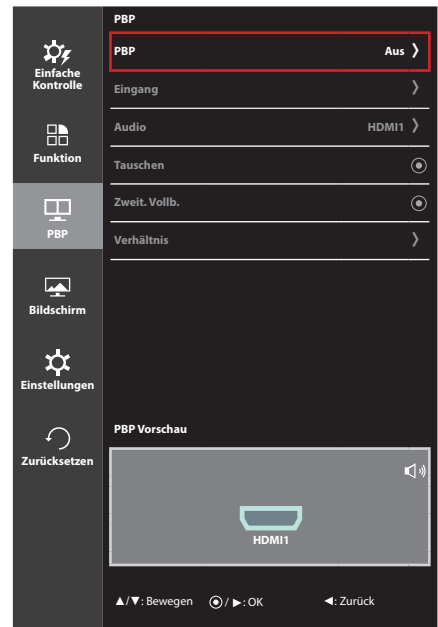 PBP
PBP Aus
Eingang
Audio HDMI1
Tauschen
Zweit. Vollb.
Verhältnis
Einfache
Kontrolle
Funktion
PBP
Bildschirm
Einstellungen
Zurücksetzen
PBP Vorschau
HDMI1
▲/▼: Bewegen ◉/ ►: OK ◄: Zurück